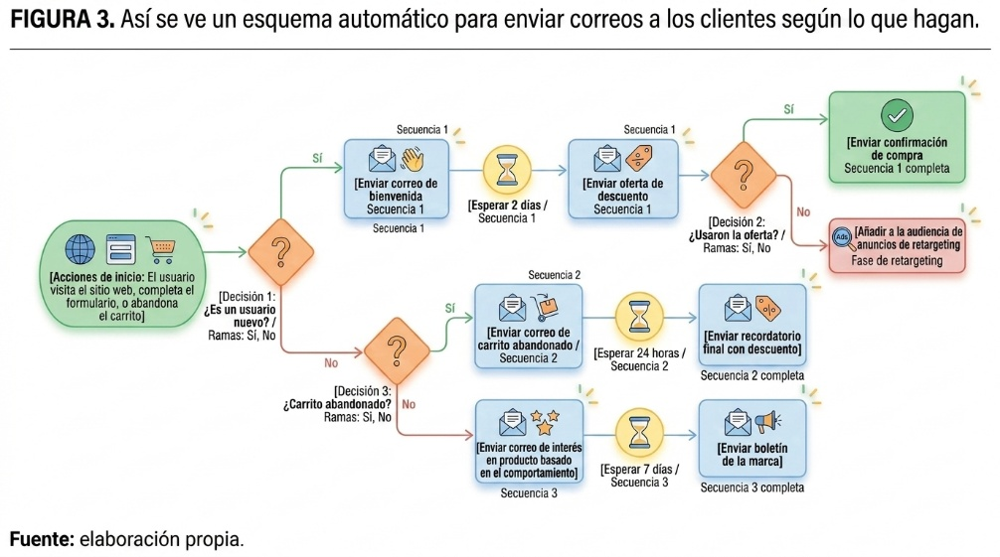 FIGURA 3. Así se ve un esquema automático para enviar correos a los clientes según lo que hagan.
[Acciones de inicio: El usuario
visita el sitio web, completa el
formulario, o abandona
el carrito]
?
[Decisión 1:
¿Es un usuario
nuevo? /
Ramas: Sí, No
Sí
Secuencia 1
[Enviar correo de
bienvenida
Secuencia 1
Secuencia 1
[Esperar 2 días /
Secuencia 1
Secuencia 1
[Enviar oferta de
descuento
Secuencia 1
?
[Decisión 2:
¿Usaron la oferta? /
Ramas: Sí, No
Sí
[Enviar confirmación
de compra
Secuencia 1 completa
No
Ads
[Añadir a la audiencia de
anuncios de retargeting
Fase de retargeting
No
?
[Decisión 3:
¿Carrito abandonado?
Ramas: Si, No
Sí
Secuencia 2
[Enviar correo de
carrito abandonado /
Secuencia 2
[Esperar 24 horas /
Secuencia 2
[Enviar recordatorio
final con descuento]
Secuencia 2 completa
No
[Enviar correo de interés
en producto basado
en el comportamiento]
Secuencia 3
[Esperar 7 días /
Secuencia 3
[Enviar boletín
de la marca]
Secuencia 3 completa
Fuente: elaboración propia.